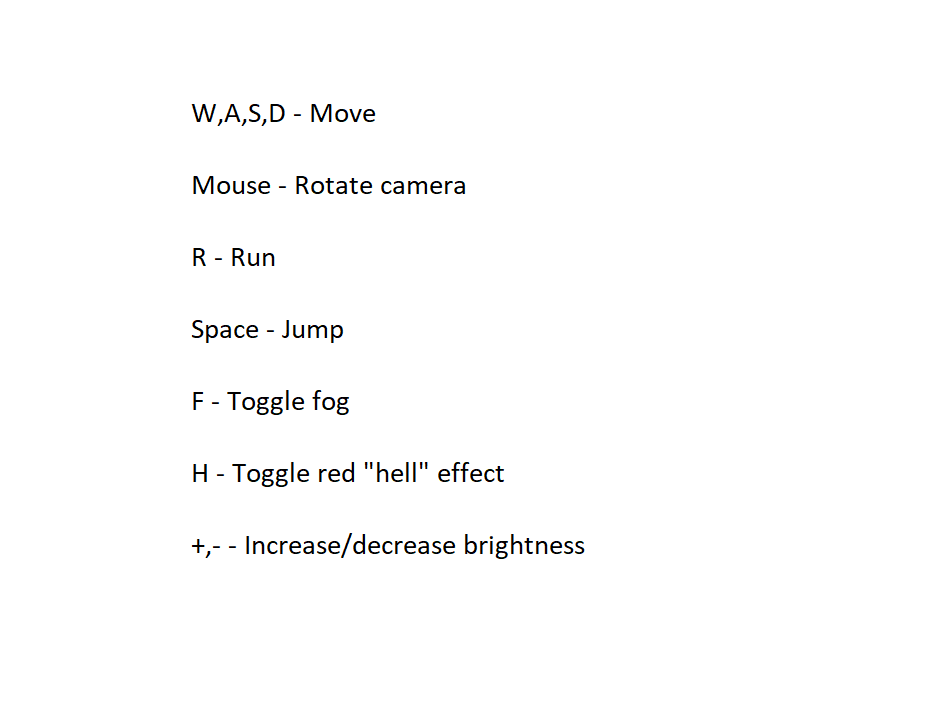 W,A,S,D - Move
Mouse - Rotate camera
R - Run
Space - Jump
F - Toggle fog
H - Toggle red "hell" effect
+,- - Increase/decrease brightness